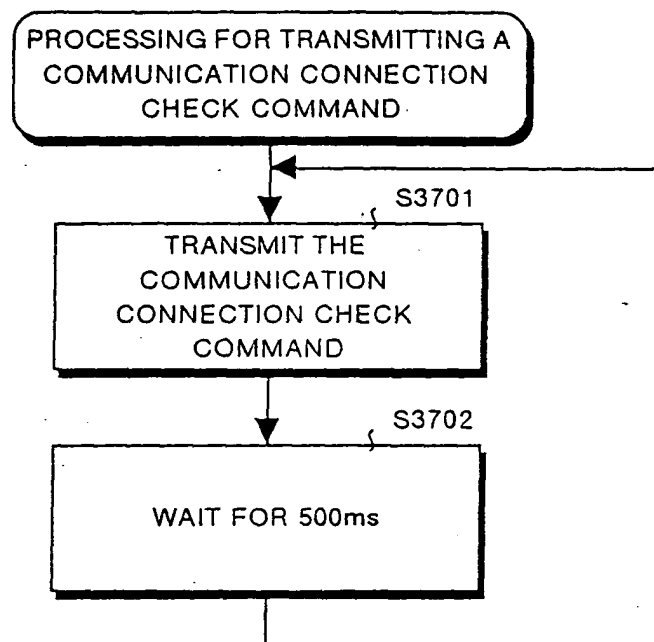 PROCESSING FOR TRANSMITTING A
COMMUNICATION CONNECTION
CHECK COMMAND
S3701
TRANSMIT THE
COMMUNICATION
CONNECTION CHECK
COMMAND
S3702
WAIT FOR 500ms